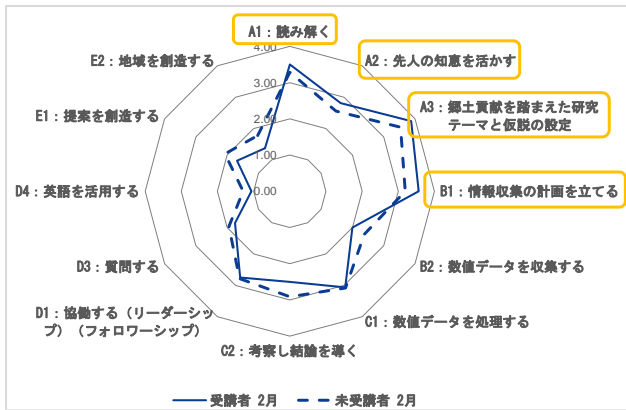 A1：読み解く
E2：地域を創造する
A2：先人の知恵を活かす
4.00
3.00
2.00
1.00
0.00
E1：提案を創造する
A3：郷土貢献を踏まえた研究
テーマと仮説の設定
D4：英語を活用する
B1：情報収集の計画を立てる
D3：質問する
B2：数値データを収集する
D1：協働する（リーダーシッ
プ）（フォロワーシップ）
C1：数値データを処理する
C2：考察し結論を導く
受講者 2月
未受講者 2月